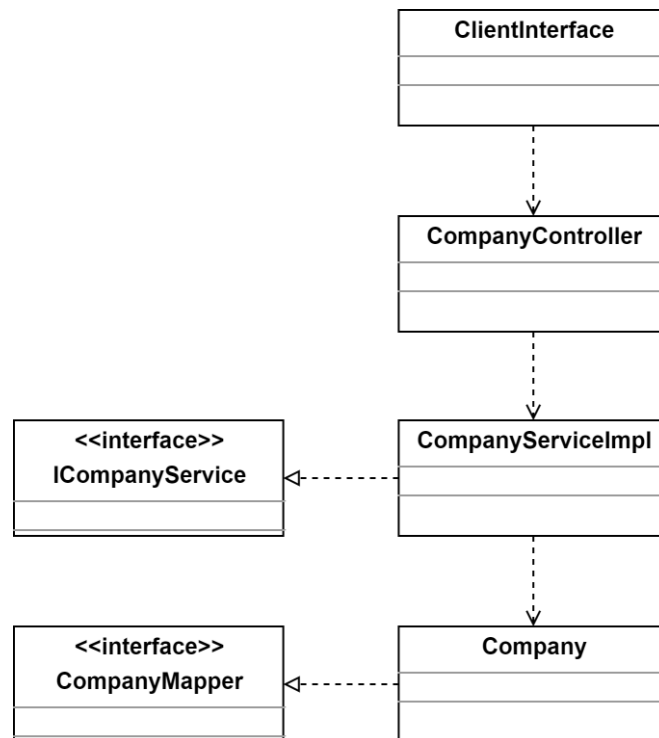 ClientInterface
CompanyController
<<interface>>
ICompanyService
CompanyServiceImpl
<<interface>>
CompanyMapper
Company